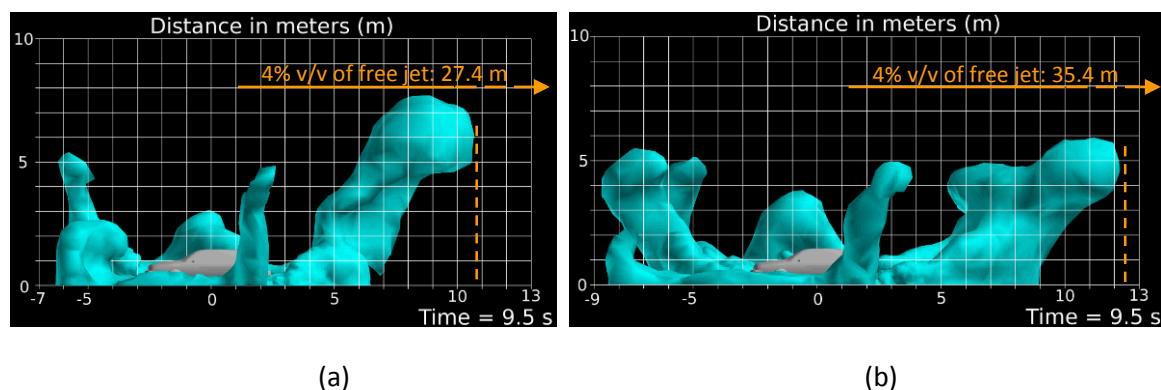 Distance in meters (m)
10
4% v/v of free jet: 27.4 m
5
0
-7 -5 0 5 10 13
Time = 9.5 s
(a)
Distance in meters (m)
10
4% v/v of free jet: 35.4 m
5
0
-9 -5 0 5 10 13
Time = 9.5 s
(b)